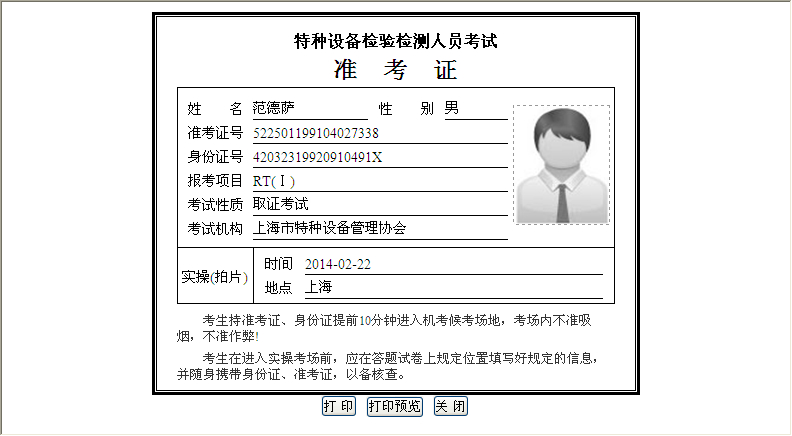 特种设备检验检测人员考试
准 考 证
姓 名 范德萨 性 别 男
准考证号 522501199104027338
身份证号 42032319920910491X
报考项目 RT(Ⅰ)
考试性质 取证考试
考试机构 上海市特种设备管理协会
实操(拍片) 时间 2014-02-22
地点 上海
考生持准考证、身份证提前10分钟进入机考候考场地，考场内不准吸
烟，不准作弊!
考生在进入实操考场前，应在答题试卷上规定位置填写好规定的信息，
并随身携带身份证、准考证，以备核查。
打 印 打印预览 关 闭